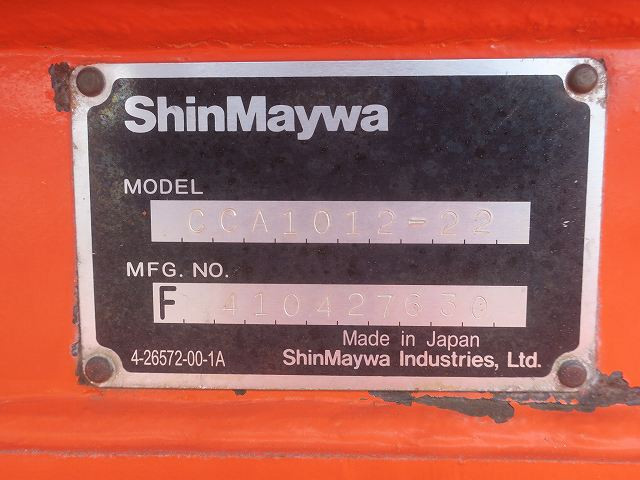 ShinMaywa
MODEL
CCA1012-22
MFG. NO.
F 410427630
Made in Japan
4-26572-00-1A ShinMaywa Industries, Ltd.